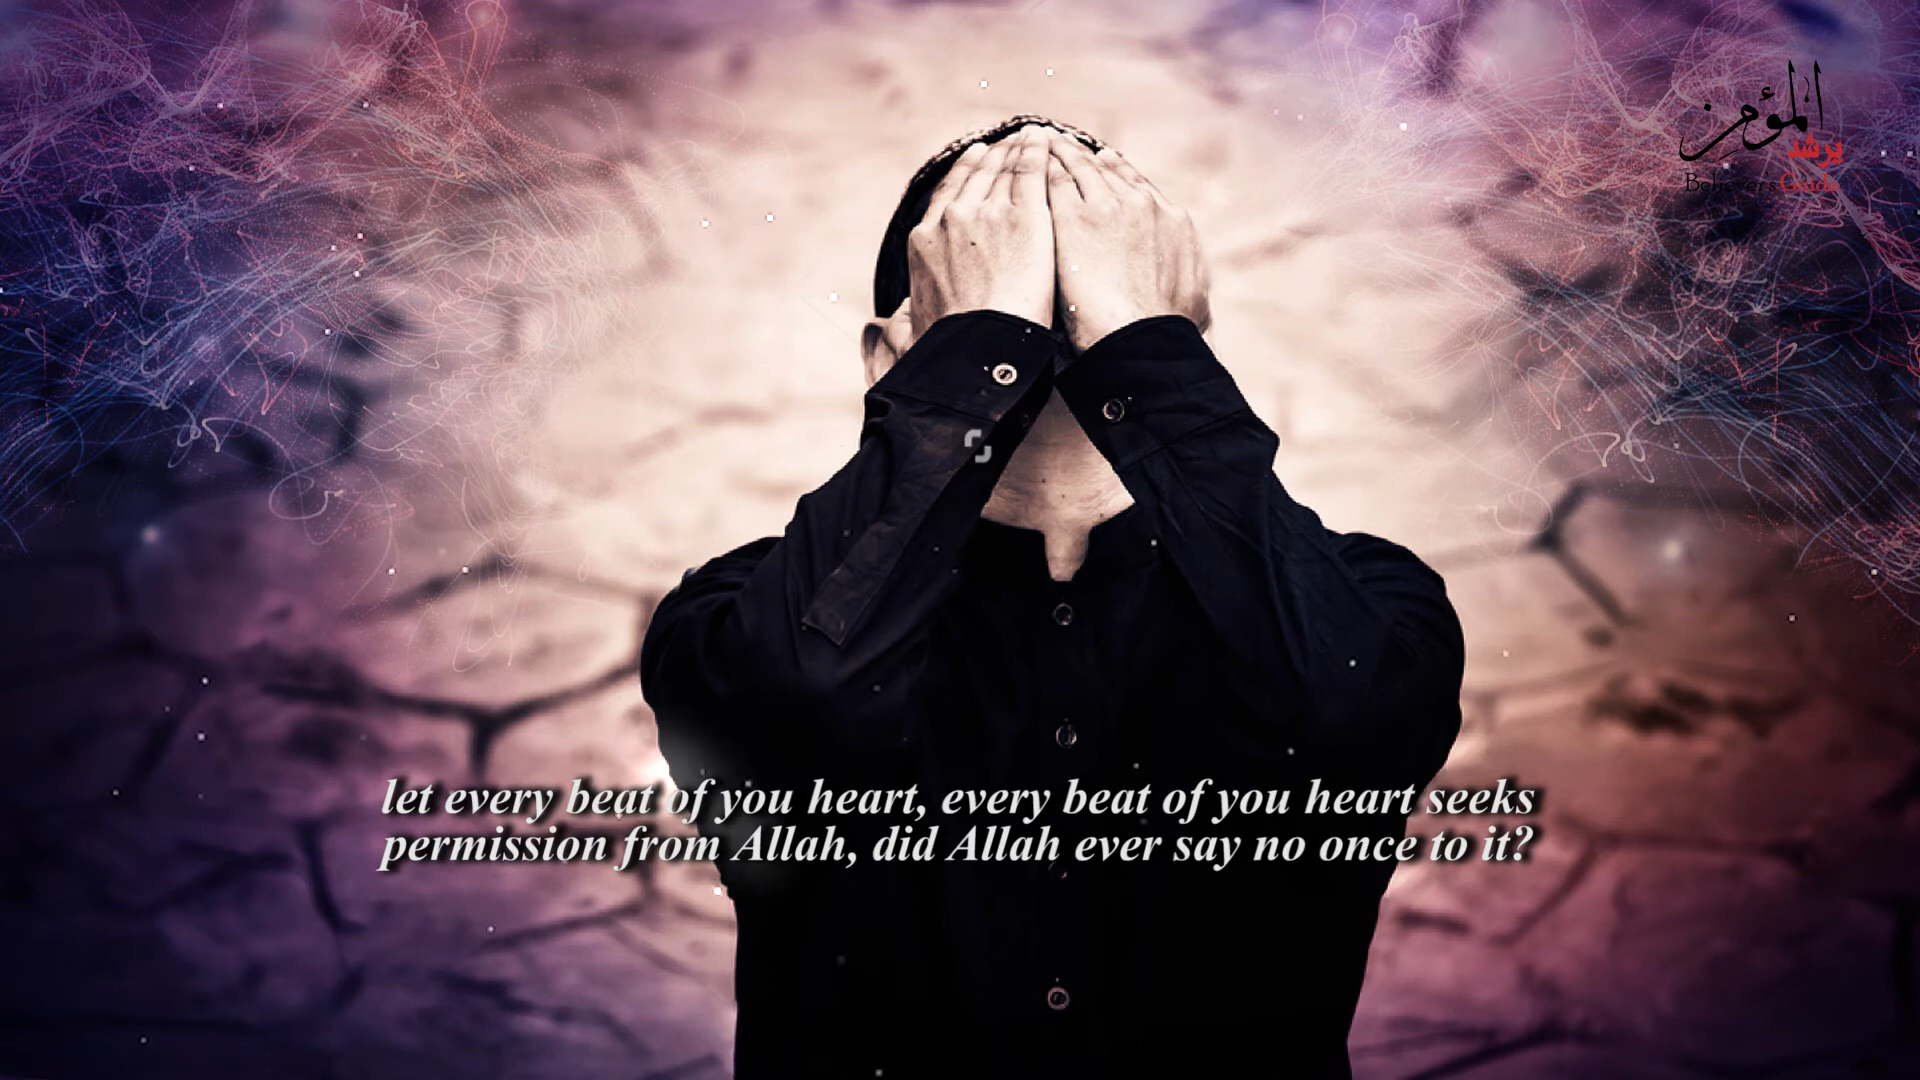 المؤمن
يرشد
Believer's Guide
let every beat of you heart, every beat of you heart seeks
permission from Allah, did Allah ever say no once to it?